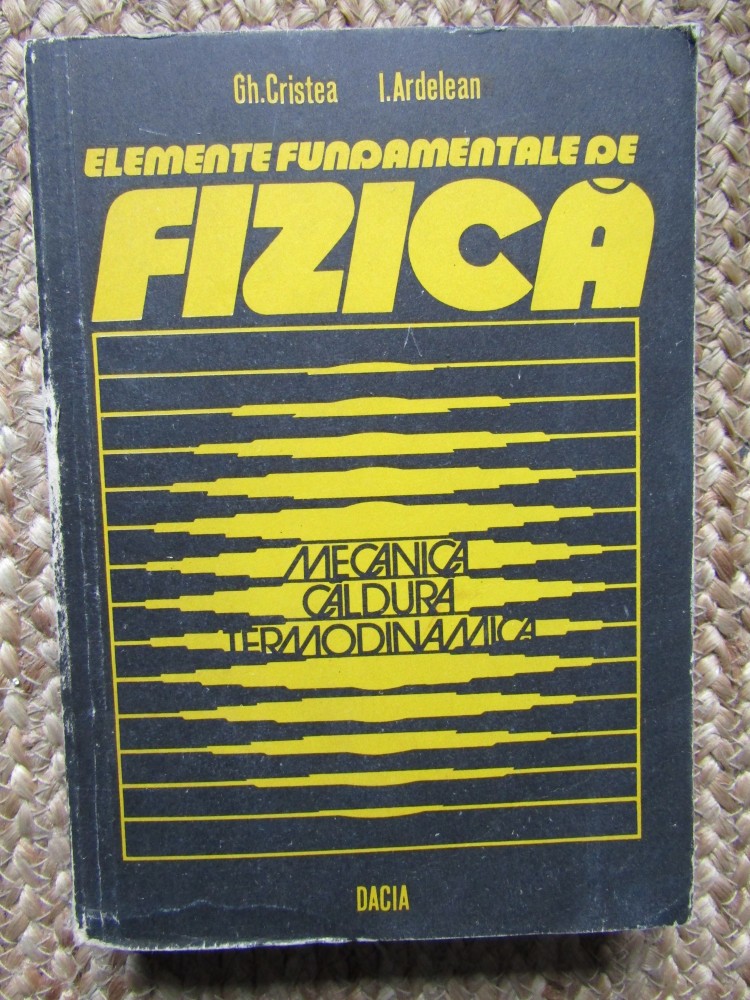 Gh.Cristea I.Ardelean
ELEMENTE FUNDAMENTALE DE
FIZICĂ
MECANICA
CALDURA
TERMODINAMICA
DACIA